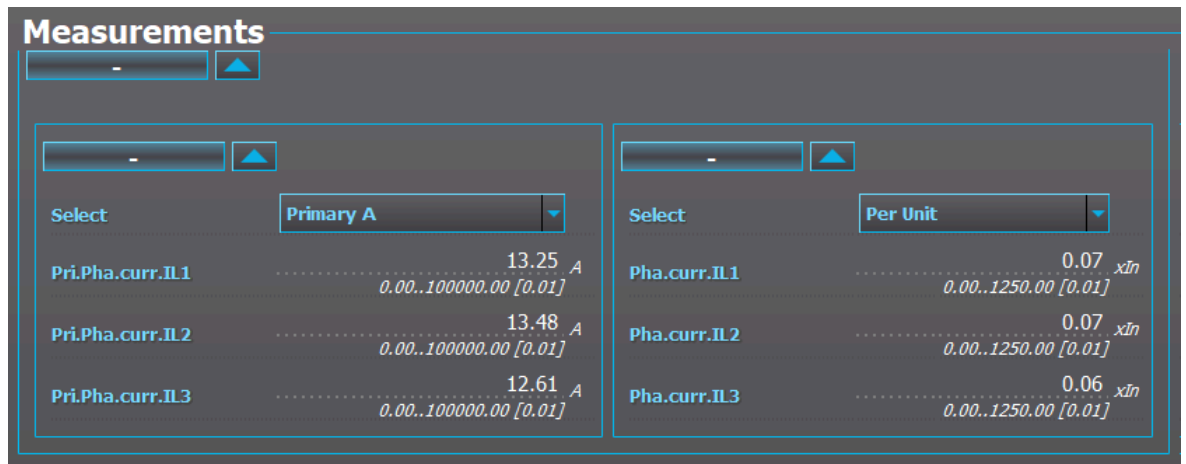 Measurements
-
- -
Select Primary A Select Per Unit
Pri.Pha.curr.IL1 13.25 A Pha.curr.IL1 0.07 xIn
0.00..100000.00 [0.01] 0.00..1250.00 [0.01]
Pri.Pha.curr.IL2 13.48 A Pha.curr.IL2 0.07 xIn
0.00..100000.00 [0.01] 0.00..1250.00 [0.01]
Pri.Pha.curr.IL3 12.61 A Pha.curr.IL3 0.06 xIn
0.00..100000.00 [0.01] 0.00..1250.00 [0.01]